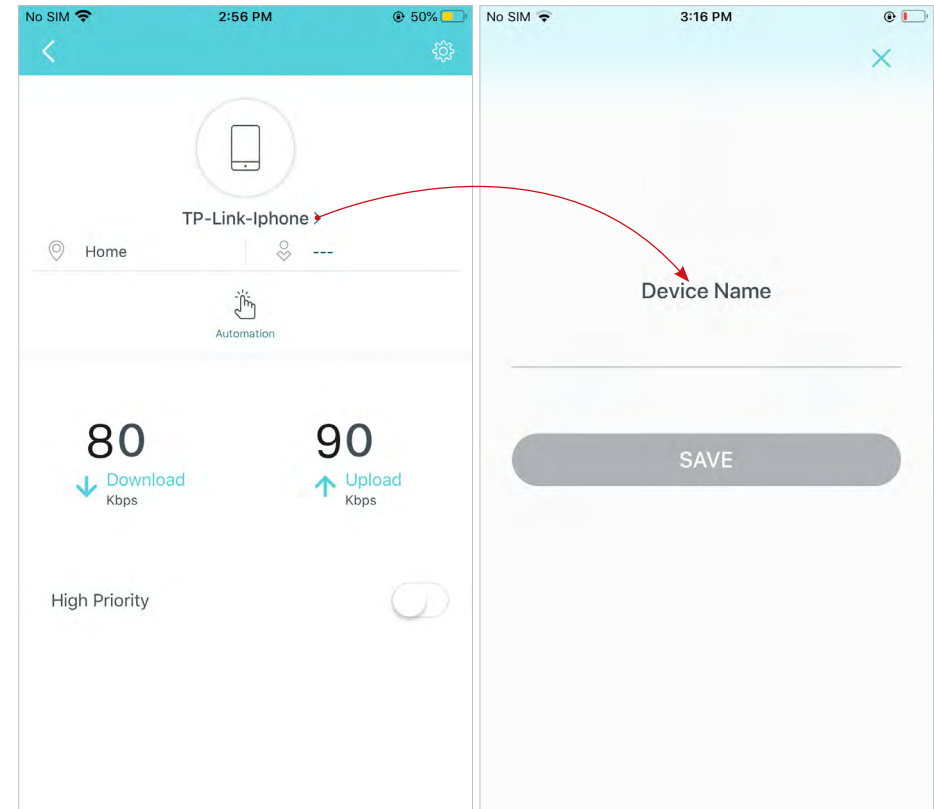 No SIM 2:56 PM 50%
TP-Link-Iphone >
Home ---
Automation
80 90
Download Upload
Kbps Kbps
High Priority
No SIM 3:16 PM
Device Name
SAVE